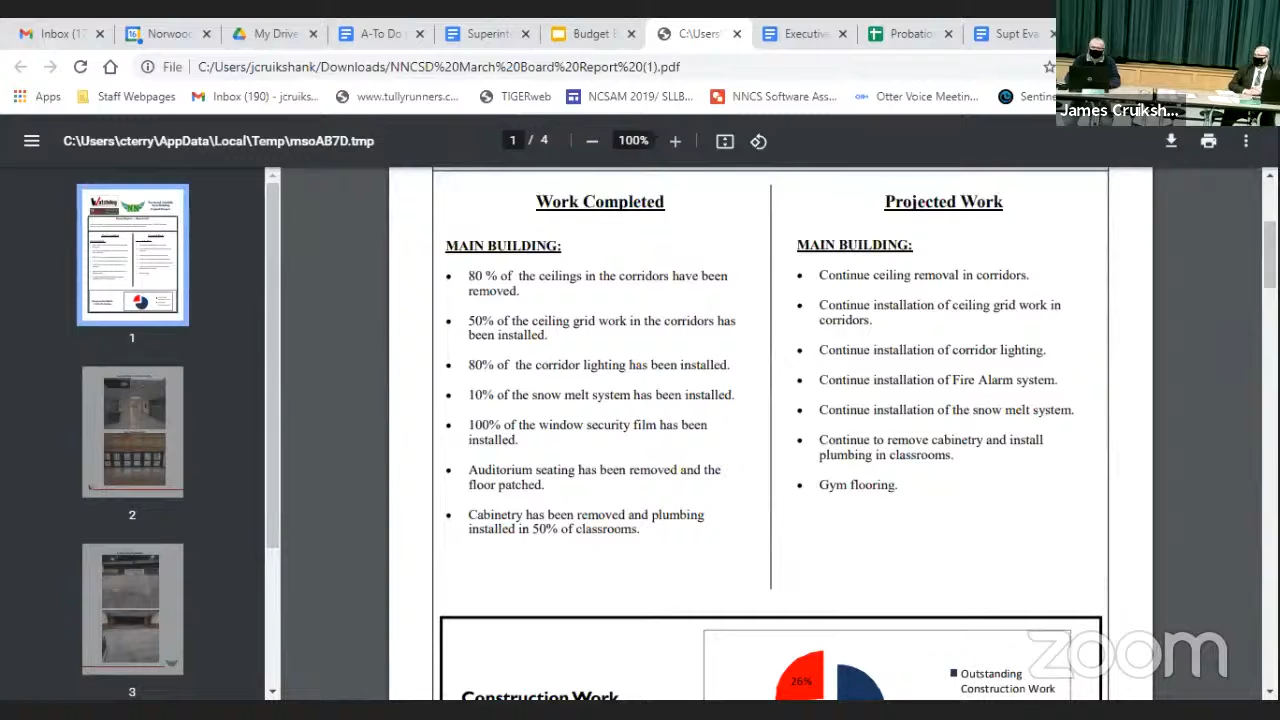 Inbox (17
Norwoo
My Drive
A-To Do
Superint
Budget
C:\Users
Executive
Probation
Supt Eva
File
C:/Users/jcruikshank/Downloads/NNCSD%20March%20Board%20Report%20(1).pdf
Apps
Staff Webpages
Inbox (190) - jcruiks...
www.tullyrunners.c...
TIGERweb
NCSAM 2019/ SLLB...
NNCS Software Ass...
Otter Voice Meetin...
Sentine
James Cruiksh...
C:\Users\cterry\AppData\Local\Temp\msoAB7D.tmp
1 / 4
100%
Work Completed
MAIN BUILDING:
• 80 % of the ceilings in the corridors have been
removed.
• 50% of the ceiling grid work in the corridors has
been installed.
• 80% of the corridor lighting has been installed.
• 10% of the snow melt system has been installed.
• 100% of the window security film has been
installed.
• Auditorium seating has been removed and the
floor patched.
• Cabinetry has been removed and plumbing
installed in 50% of classrooms.
Projected Work
MAIN BUILDING:
• Continue ceiling removal in corridors.
• Continue installation of ceiling grid work in
corridors.
• Continue installation of corridor lighting.
• Continue installation of Fire Alarm system.
• Continue installation of the snow melt system.
• Continue to remove cabinetry and install
plumbing in classrooms.
• Gym flooring.
1
2
3
Construction Work
26%
Outstanding
Construction Work
zoom